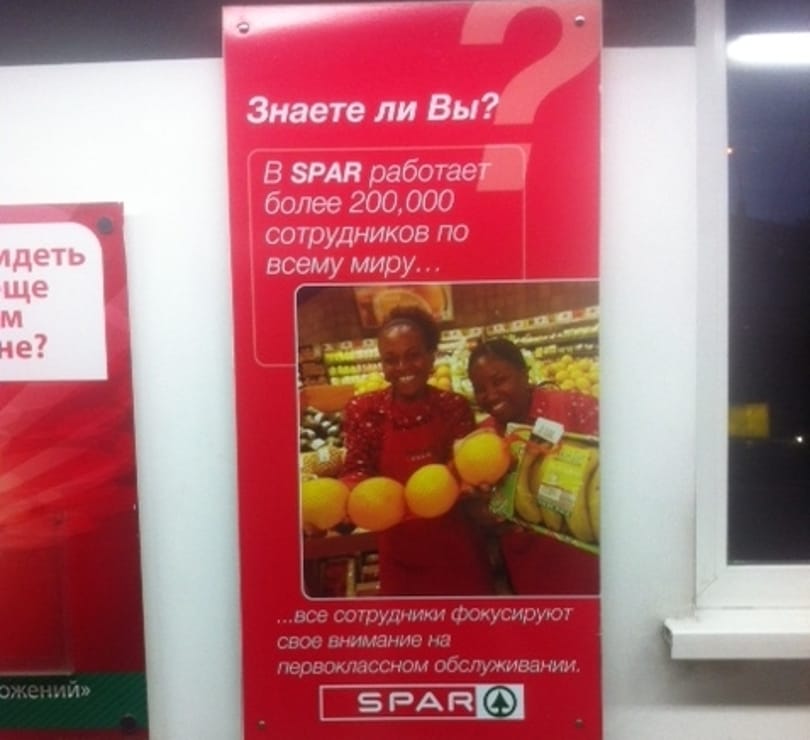 Знаете ли Вы?
?
В SPAR работает
более 200,000
сотрудников по
всему миру...
...все сотрудники фокусируют
свое внимание на
первоклассном обслуживании.
SPAR
не?